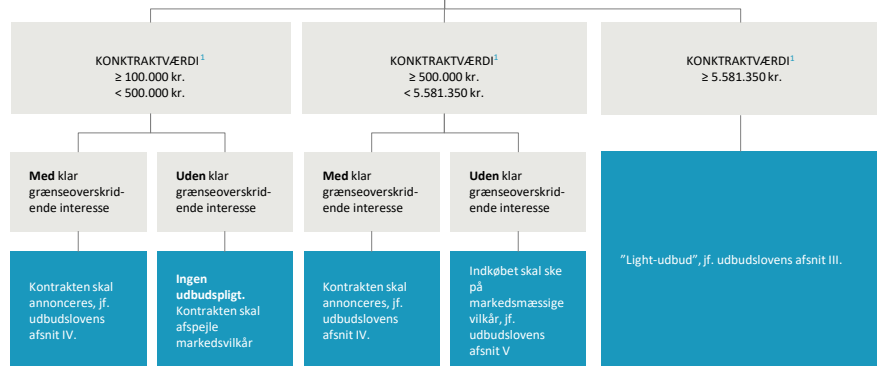 KONKTRAKTVÆRDI¹
≥ 100.000 kr.
< 500.000 kr.
KONKTRAKTVÆRDI¹
≥ 500.000 kr.
< 5.581.350 kr.
KONKTRAKTVÆRDI¹
≥ 5.581.350 kr.
Med klar
grænseoverskrid-
ende interesse
Uden klar
grænseoverskrid-
ende interesse
Med klar
grænseoverskrid-
ende interesse
Uden klar
grænseoverskrid-
ende interesse
Kontrakten skal
annonceres, jf.
udbudslovens
afsnit IV.
Ingen
udbudspligt.
Kontrakten skal
afspejle
markedsvilkår
Kontrakten skal
annonceres, jf.
udbudslovens
afsnit IV.
Indkøbet skal ske
på
markedsmæssige
vilkår, jf.
udbudslovens
afsnit V
”Light-udbud”, jf. udbudslovens afsnit III.